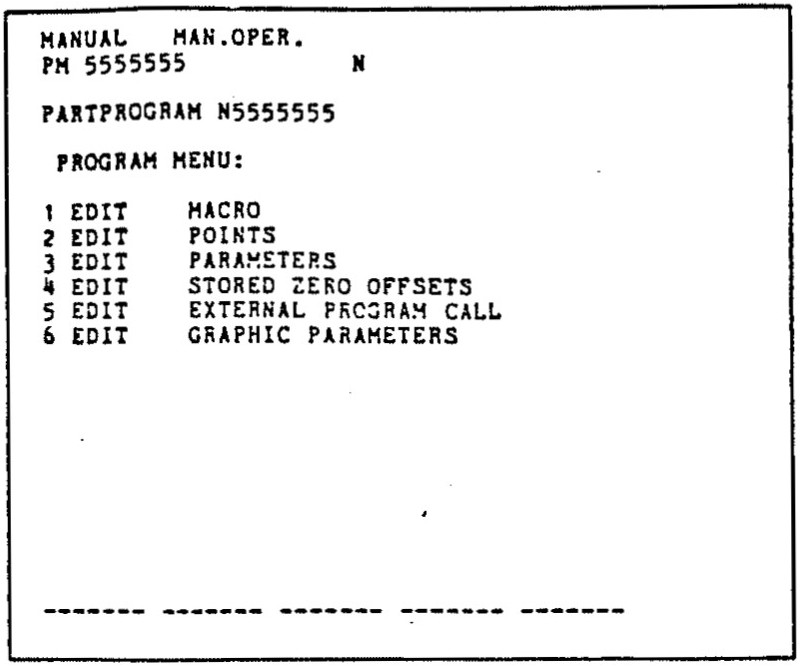 MANUAL MAN.OPER.
PM 5555555 N
PARTPROGRAM N5555555
PROGRAM MENU:
1 EDIT MACRO
2 EDIT POINTS
3 EDIT PARAMETERS
4 EDIT STORED ZERO OFFSETS
5 EDIT EXTERNAL PROGRAM CALL
6 EDIT GRAPHIC PARAMETERS
------- ------- ------- ------- -------